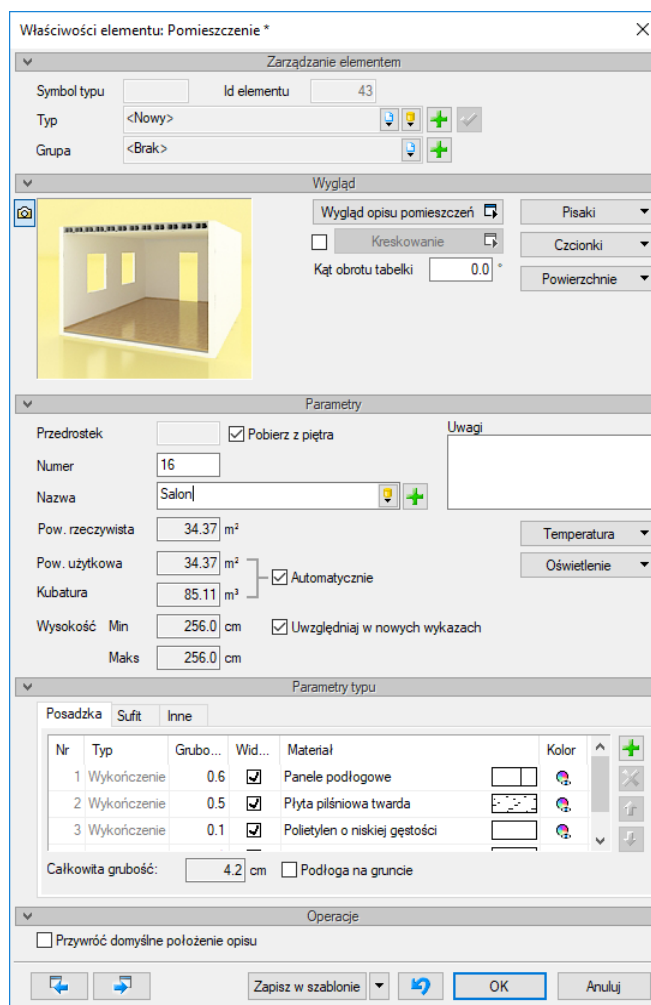 Właściwości elementu: Pomieszczenie *
Zarządzanie elementem
Symbol typu Id elementu 43
Typ <Nowy>
Grupa <Brak>
Wygląd
Wygląd opisu pomieszczeń Pisaki
Kreskowanie Czcionki
Kąt obrotu tabelki 0.0 ° Powierzchnie
Parametry
Przedrostek Pobierz z piętra Uwagi
Numer 16
Nazwa Salon
Pow. rzeczywista 34.37 m² Temperatura
Pow. użytkowa 34.37 m² Oświetlenie
Automatycznie
Kubatura 85.11 m³
Wysokość Min 256.0 cm Uwzględniaj w nowych wykazach
Maks 256.0 cm
Parametry typu
Posadzka Sufit Inne
Nr Typ Grubo... Wid... Materiał Kolor
1 Wykończenie 0.6 Panele podłogowe
2 Wykończenie 0.5 Płyta pilśniowa twarda
3 Wykończenie 0.1 Polietylen o niskiej gęstości
Całkowita grubość: 4.2 cm Podłoga na gruncie
Operacje
Przywróć domyślne położenie opisu
Zapisz w szablonie OK Anuluj